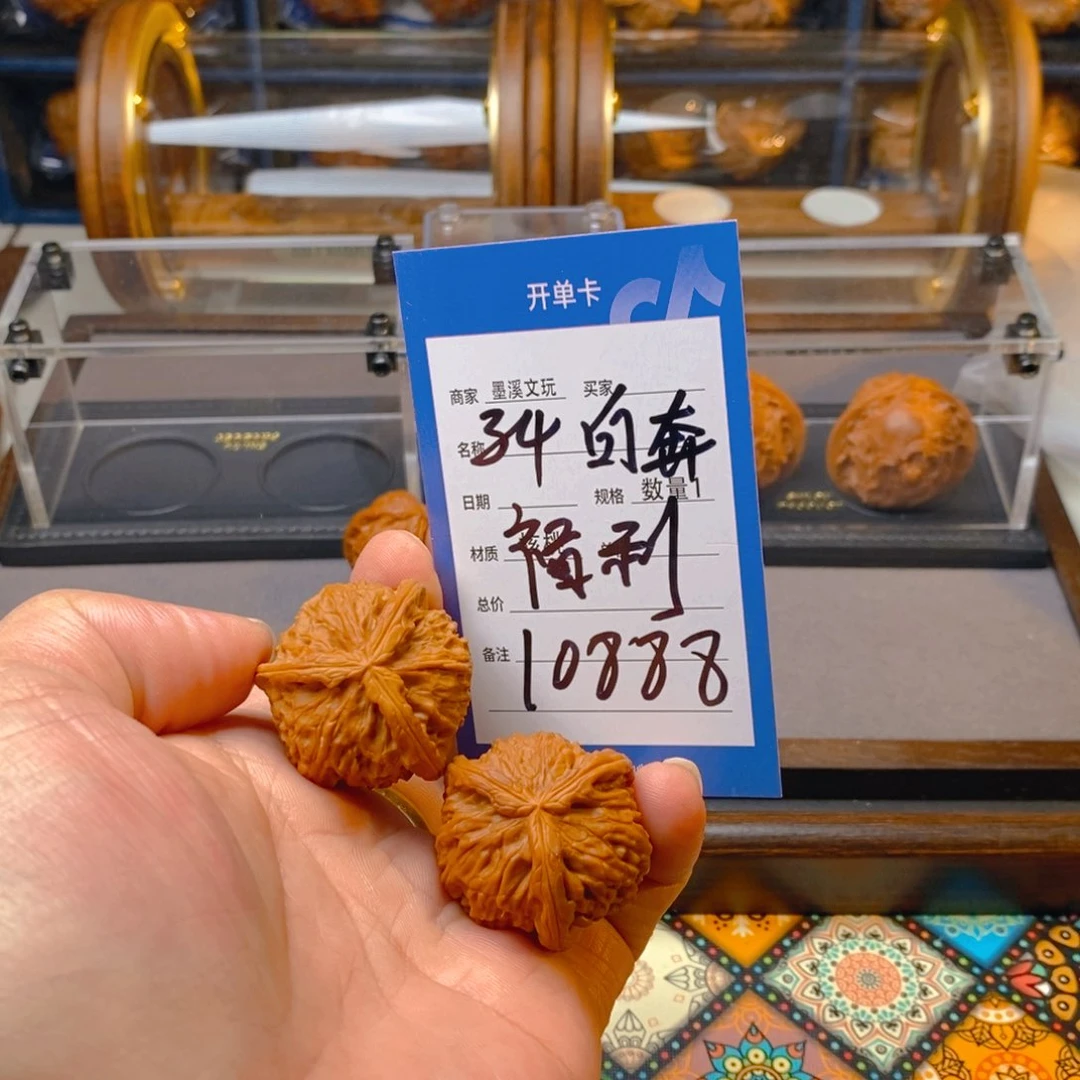 开单卡
商家 墨溪文玩 买家
名称 34 白奔
日期 规格 数量1
材质 福利
总价
备注 10888